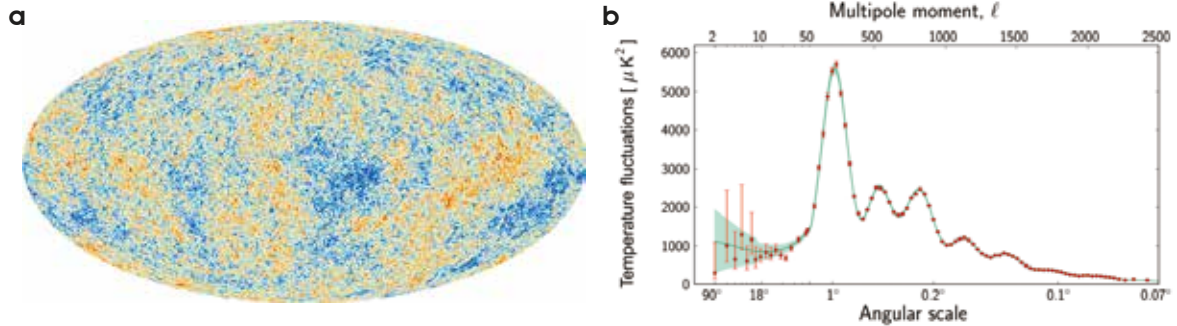 a
b
Multipole moment, ℓ
2 10 50 500 1000 1500 2000 2500
Temperature fluctuations [ μ K² ]
6000
5000
4000
3000
2000
1000
0
90° 18° 1° 0.2° 0.1° 0.07°
Angular scale